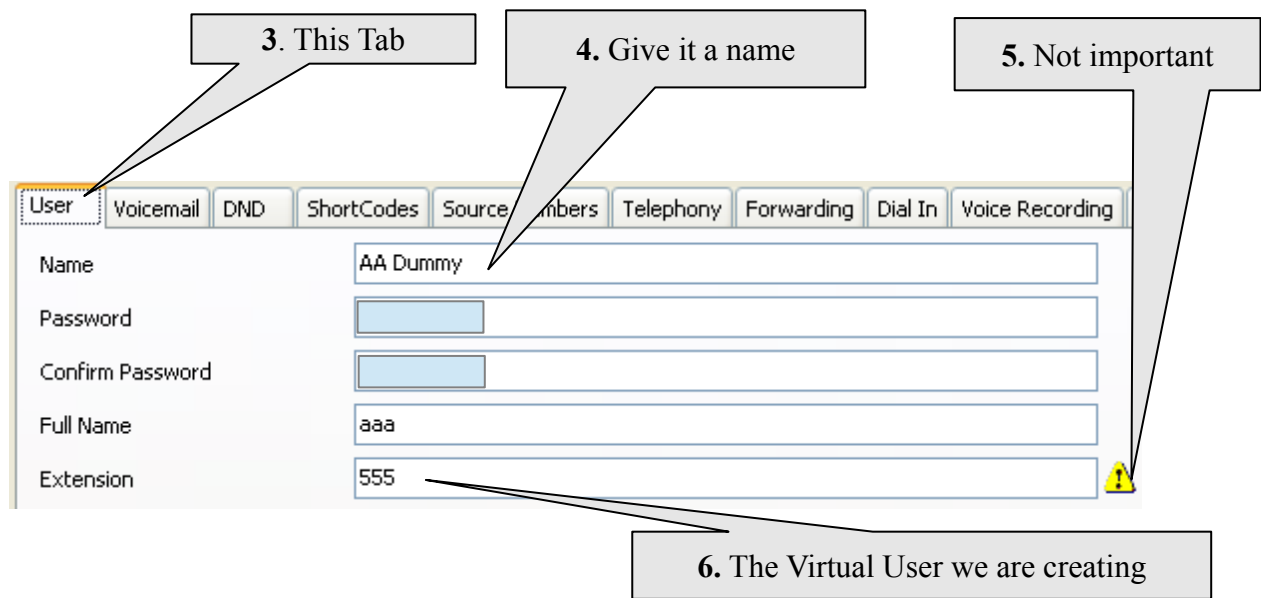 3. This Tab
4. Give it a name
5. Not important
User Voicemail DND ShortCodes Source Telephony Forwarding Dial In Voice Recording
Name AA Dummy
Password
Confirm Password
Full Name aaa
Extension 555
6. The Virtual User we are creating